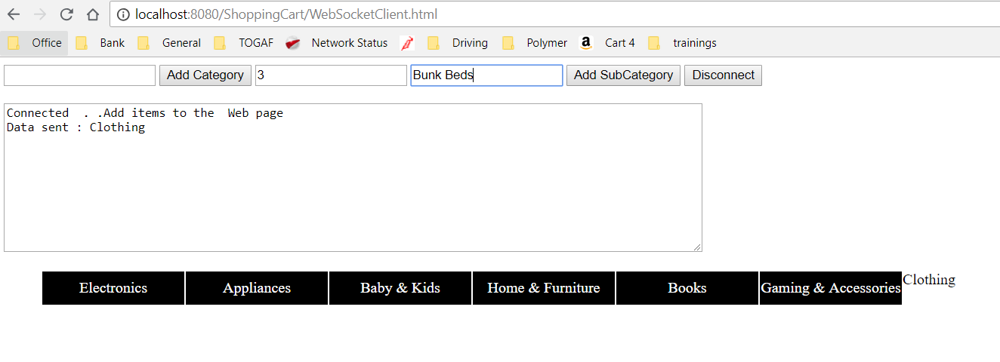 localhost:8080/ShoppingCart/WebSocketClient.html
Office Bank General TOGAF Network Status Driving Polymer a Cart 4 trainings
Add Category 3 Bunk Beds Add SubCategory Disconnect
Connected . .Add items to the Web page
Data sent : Clothing
Electronics Appliances Baby & Kids Home & Furniture Books Gaming & Accessories Clothing